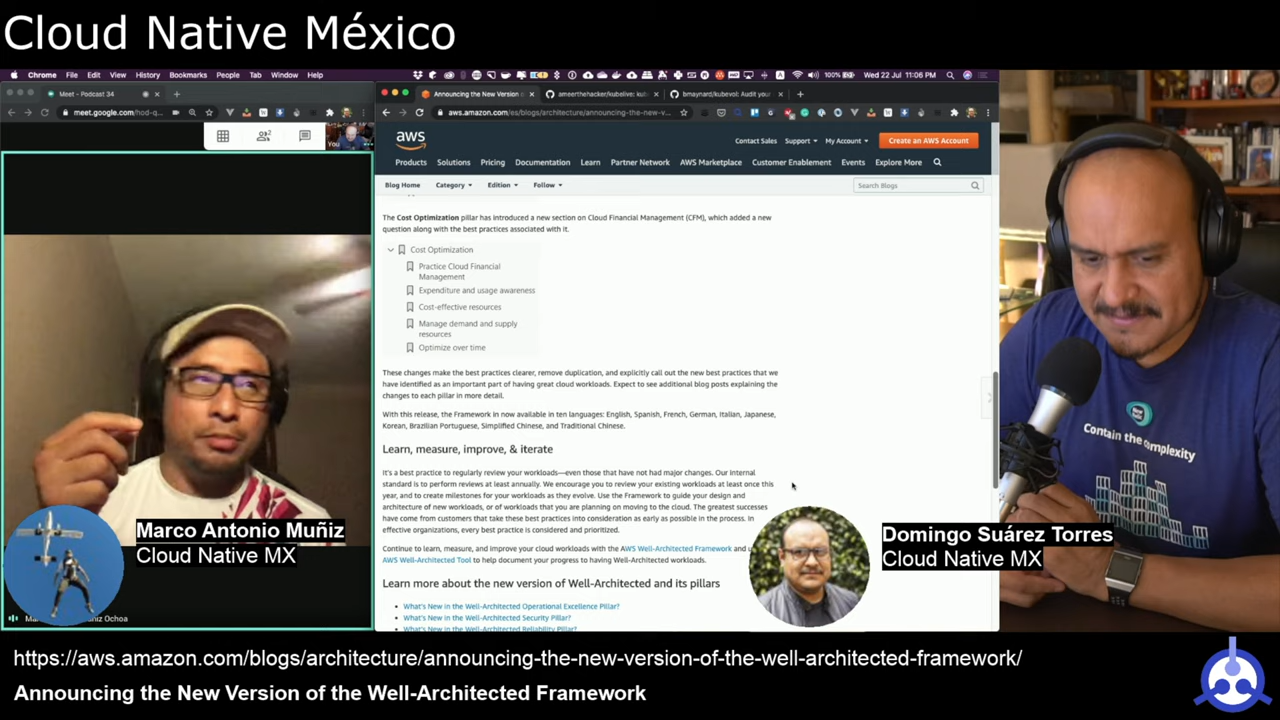 Cloud Native México
Chrome File Edit View History Bookmarks People Tab Window Help
100% Wed 22 Jul 11:06 PM
Meet – Podcast 34
Announcing the New Version
ameerthehacker/kubelive:
bmaynard/kubevol: Audit your
meet.google.com/hod-q...
aws.amazon.com/es/blogs/architecture/announcing-the-new-v...
You
aws
Contact Sales Support My Account Create an AWS Account
Products Solutions Pricing Documentation Learn Partner Network AWS Marketplace Customer Enablement Events Explore More
Blog Home Category Edition Follow Search Blogs
The Cost Optimization pillar has introduced a new section on Cloud Financial Management (CFM), which added a new
question along with the best practices associated with it.
Cost Optimization
Practice Cloud Financial
Management
Expenditure and usage awareness
Cost-effective resources
Manage demand and supply
resources
Optimize over time
These changes make the best practices clearer, remove duplication, and explicitly call out the new best practices that we
have identified as an important part of having great cloud workloads. Expect to see additional blog posts explaining the
changes to each pillar in more detail.
With this release, the Framework in now available in ten languages: English, Spanish, French, German, Italian, Japanese,
Korean, Brazilian Portuguese, Simplified Chinese, and Traditional Chinese.
Learn, measure, improve, & iterate
It's a best practice to regularly review your workloads—even those that have not had major changes. Our internal
standard is to perform reviews at least annually. We encourage you to review your existing workloads at least once this
year, and to create milestones for your workloads as they evolve. Use the Framework to guide your design and
architecture of new workloads, or of workloads that you are planning on moving to the cloud. The greatest successes
have come from customers that take these best practices into consideration as early as possible in the process. In
effective organizations, every best practice is considered and prioritized.
Continue to learn, measure, and improve your cloud workloads with the AWS Well-Architected Framework and
AWS Well-Architected Tool to help document your progress to having Well-Architected workloads.
Learn more about the new version of Well-Architected and its pillars
What's New in the Well-Architected Operational Excellence Pillar?
What's New in the Well-Architected Security Pillar?
What's New in the Well-Architected Reliability Pillar?
Contain the complexity
Marco Antonio Muñiz
Cloud Native MX
Ochoa
Domingo Suárez Torres
Cloud Native MX
https://aws.amazon.com/blogs/architecture/announcing-the-new-version-of-the-well-architected-framework/
Announcing the New Version of the Well-Architected Framework